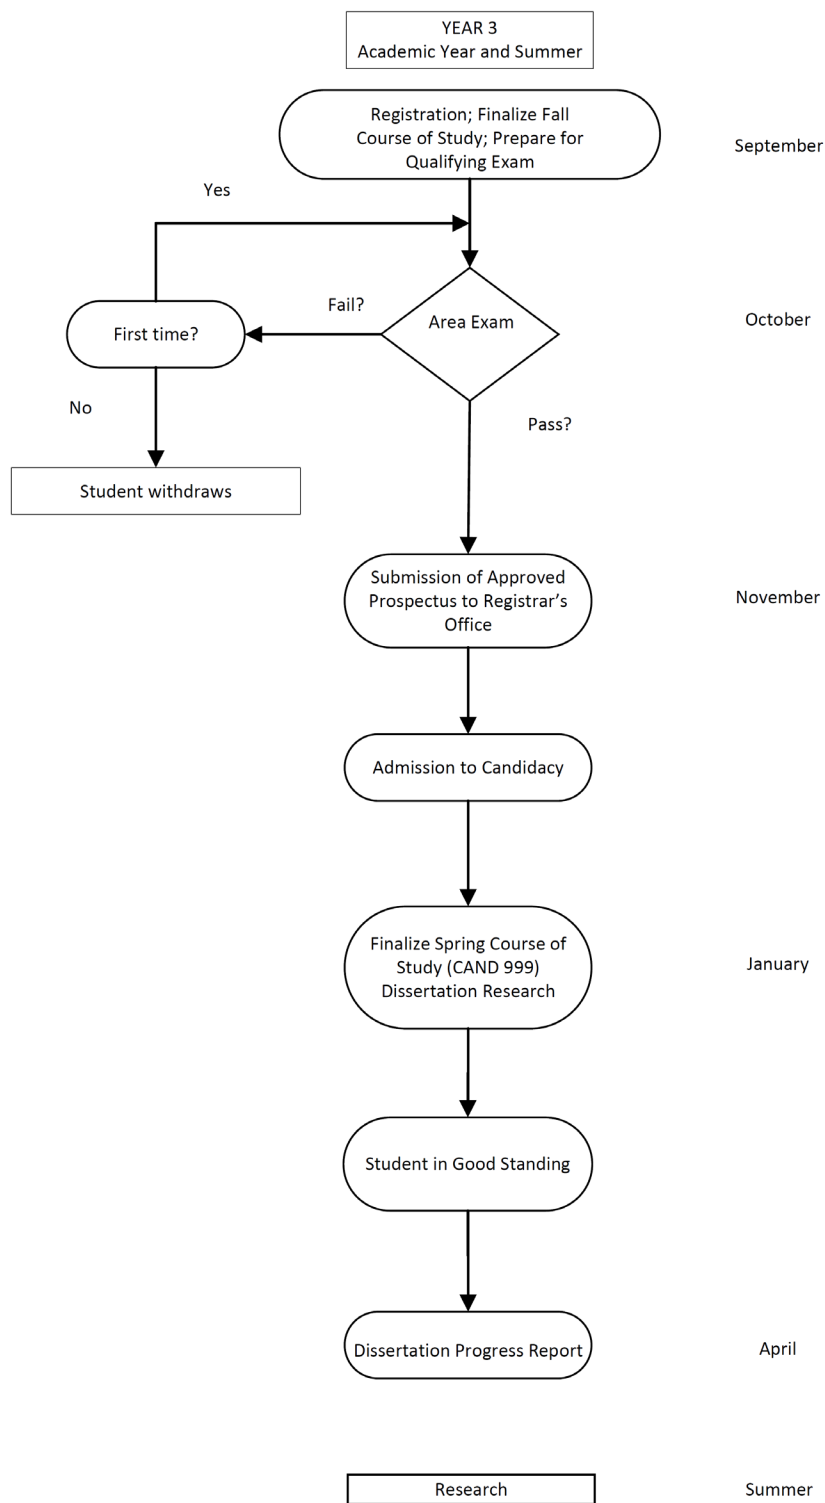 YEAR 3
Academic Year and Summer
Registration; Finalize Fall
Course of Study; Prepare for
Qualifying Exam
September
Yes
Fail?
First time?
Area Exam
October
No
Pass?
Student withdraws
Submission of Approved
Prospectus to Registrar’s
Office
November
Admission to Candidacy
Finalize Spring Course of
Study (CAND 999)
Dissertation Research
January
Student in Good Standing
Dissertation Progress Report
April
Research
Summer